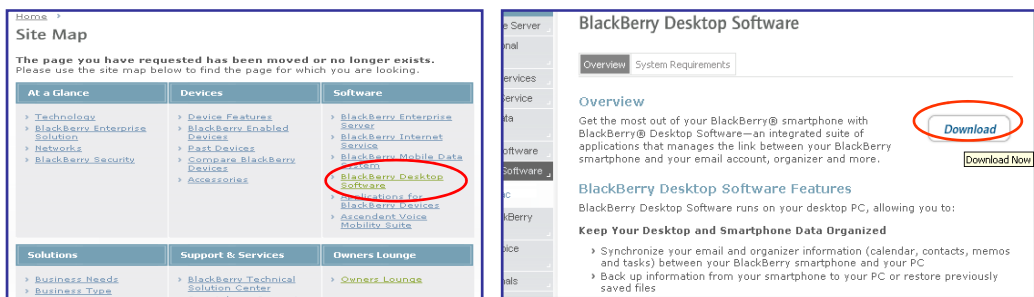 Home >
Site Map
The page you have requested has been moved or no longer exists.
Please use the site map below to find the page for which you are looking.
At a Glance
> Technology
> BlackBerry Enterprise
Solution
> Networks
> BlackBerry Security
Devices
> Device Features
> BlackBerry Enabled
Devices
> Past Devices
> Compare BlackBerry
Devices
> Accessories
Software
> BlackBerry Enterprise
Server
> BlackBerry Internet
Service
> BlackBerry Mobile Data
System
> BlackBerry Desktop
Software
> Applications for
BlackBerry Devices
> Ascendent Voice
Mobility Suite
Solutions
> Business Needs
> Business Type
Support & Services
> BlackBerry Technical
Solution Center
Owners Lounge
> Owners Lounge
e Server
onal
ervices
Service
ata
oftware
Software
nc
kBerry
oice
nals
BlackBerry Desktop Software
Overview System Requirements
Overview
Get the most out of your BlackBerry® smartphone with
BlackBerry® Desktop Software—an integrated suite of
applications that manages the link between your BlackBerry
smartphone and your email account, organizer and more.
Download
Download Now
BlackBerry Desktop Software Features
BlackBerry Desktop Software runs on your desktop PC, allowing you to:
Keep Your Desktop and Smartphone Data Organized
> Synchronize your email and organizer information (calendar, contacts, memos
and tasks) between your BlackBerry smartphone and your PC
> Back up information from your smartphone to your PC or restore previously
saved files